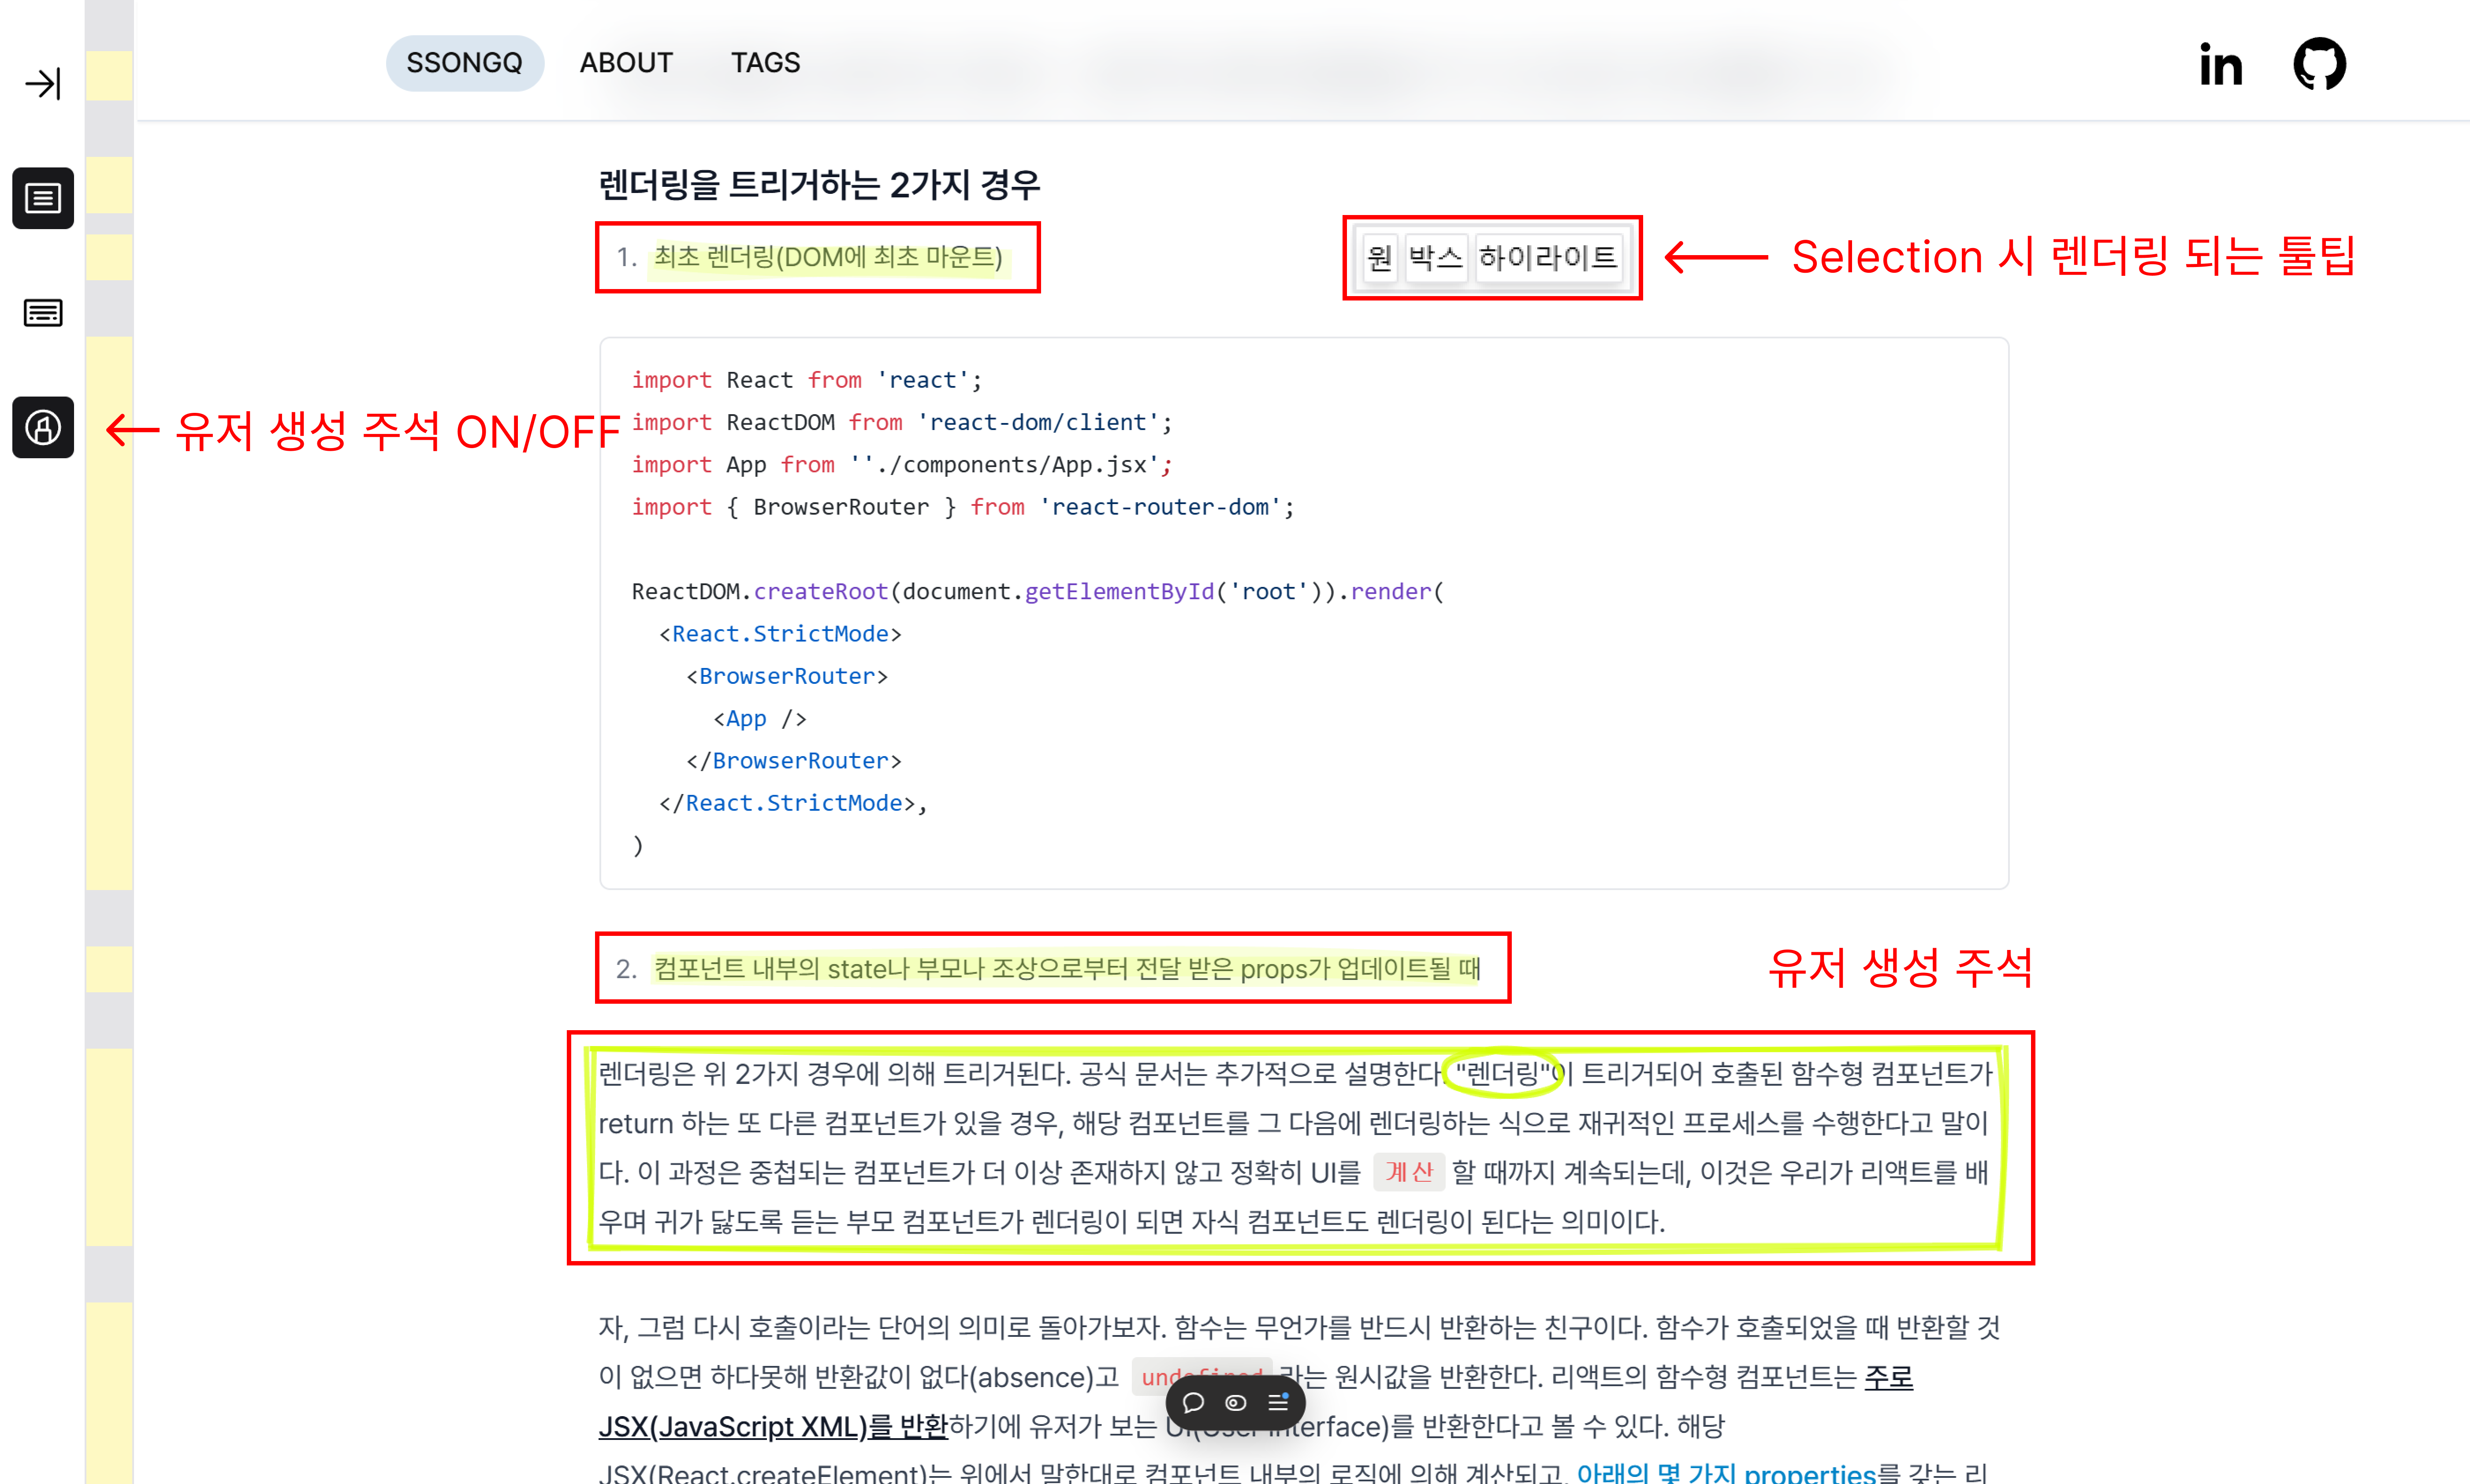 SSONGQ ABOUT TAGS in
렌더링을 트리거하는 2가지 경우
1. 최초 렌더링(DOM에 최초 마운트)
원 박스 하이라이트
← Selection 시 렌더링 되는 툴팁
← 유저 생성 주석 ON/OFF
import React from 'react';
import ReactDOM from 'react-dom/client';
import App from ''./components/App.jsx';
import { BrowserRouter } from 'react-router-dom';
ReactDOM.createRoot(document.getElementById('root')).render(
<React.StrictMode>
<BrowserRouter>
<App />
</BrowserRouter>
</React.StrictMode>,
)
2. 컴포넌트 내부의 state나 부모나 조상으로부터 전달 받은 props가 업데이트될 때
유저 생성 주석
렌더링은 위 2가지 경우에 의해 트리거된다. 공식 문서는 추가적으로 설명한다. "렌더링"이 트리거되어 호출된 함수형 컴포넌트가
return 하는 또 다른 컴포넌트가 있을 경우, 해당 컴포넌트를 그 다음에 렌더링하는 식으로 재귀적인 프로세스를 수행한다고 말이
다. 이 과정은 중첩되는 컴포넌트가 더 이상 존재하지 않고 정확히 UI를 계산 할 때까지 계속되는데, 이것은 우리가 리액트를 배
우며 귀가 닳도록 듣는 부모 컴포넌트가 렌더링이 되면 자식 컴포넌트도 렌더링이 된다는 의미이다.
자, 그럼 다시 호출이라는 단어의 의미로 돌아가보자. 함수는 무언가를 반드시 반환하는 친구이다. 함수가 호출되었을 때 반환할 것
이 없으면 하다못해 반환값이 없다(absence)고 undefined 라는 원시값을 반환한다. 리액트의 함수형 컴포넌트는 주로
JSX(JavaScript XML)를 반환하기에 유저가 보는 UI(User Interface)를 반환한다고 볼 수 있다. 해당
JSX(React.createElement)는 위에서 말한대로 컴포넌트 내부의 로직에 의해 계산되고, 아래의 몇 가지 properties를 갖는 리